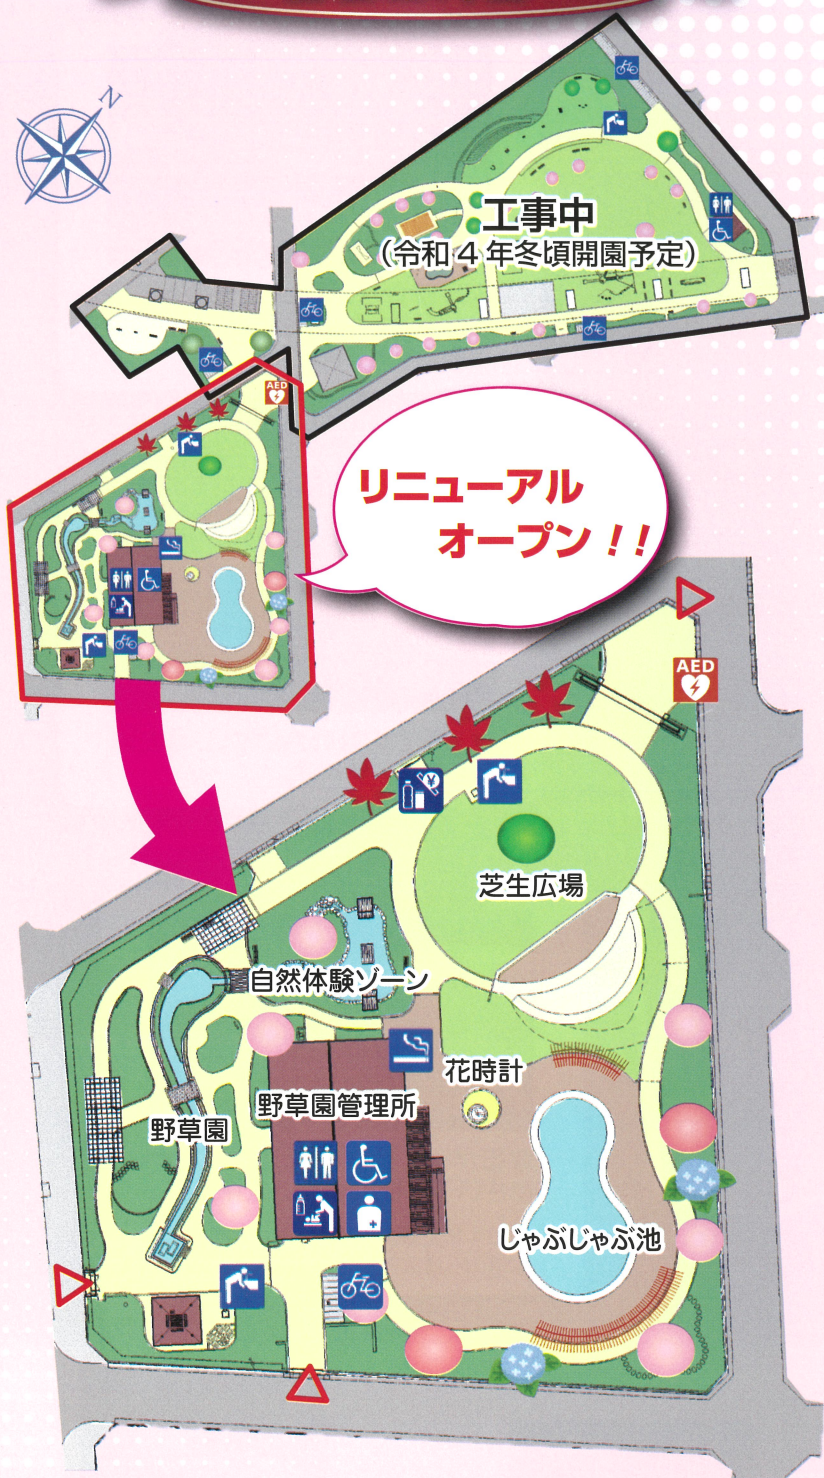 N
工事中
(令和4年冬頃開園予定)
AED
リニューアル
オープン!!
AED
芝生広場
自然体験ゾーン
花時計
野草園管理所
野草園
じゃぶじゃぶ池